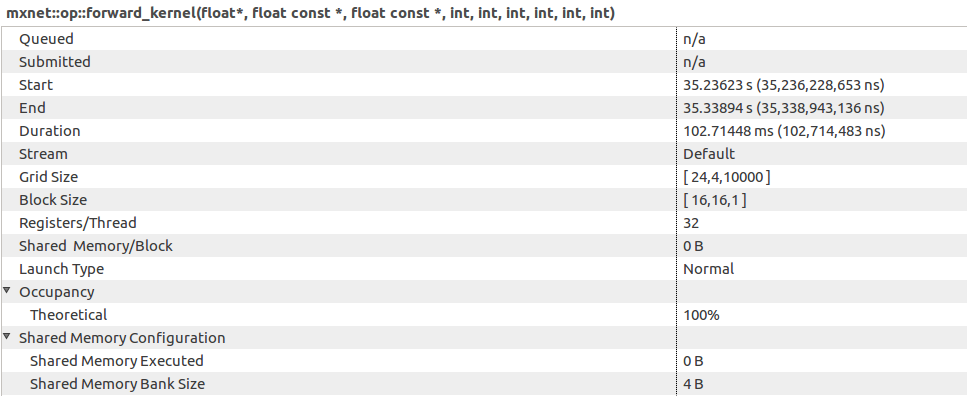 mxnet::op::forward_kernel(float*, float const *, float const *, int, int, int, int, int, int)
Queued n/a
Submitted n/a
Start 35.23623 s (35,236,228,653 ns)
End 35.33894 s (35,338,943,136 ns)
Duration 102.71448 ms (102,714,483 ns)
Stream Default
Grid Size [ 24,4,10000 ]
Block Size [ 16,16,1 ]
Registers/Thread 32
Shared Memory/Block 0 B
Launch Type Normal
Occupancy
Theoretical 100%
Shared Memory Configuration
Shared Memory Executed 0 B
Shared Memory Bank Size 4 B